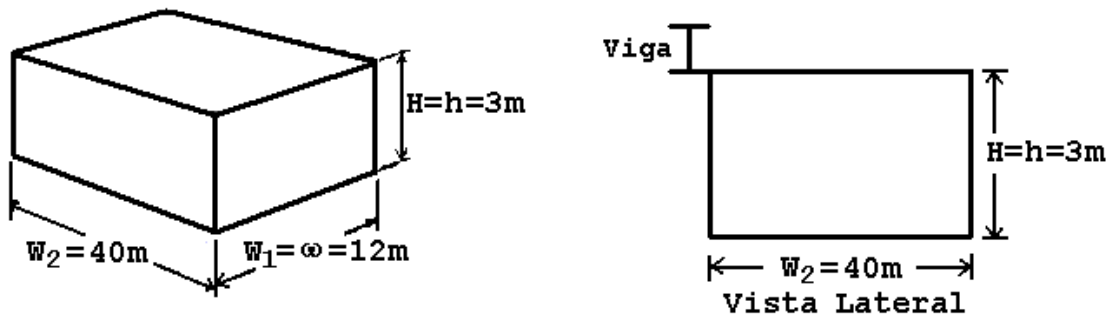 H=h=3m
W₂=40m
W₁=ω=12m
Viga
H=h=3m
W₂=40m
Vista Lateral